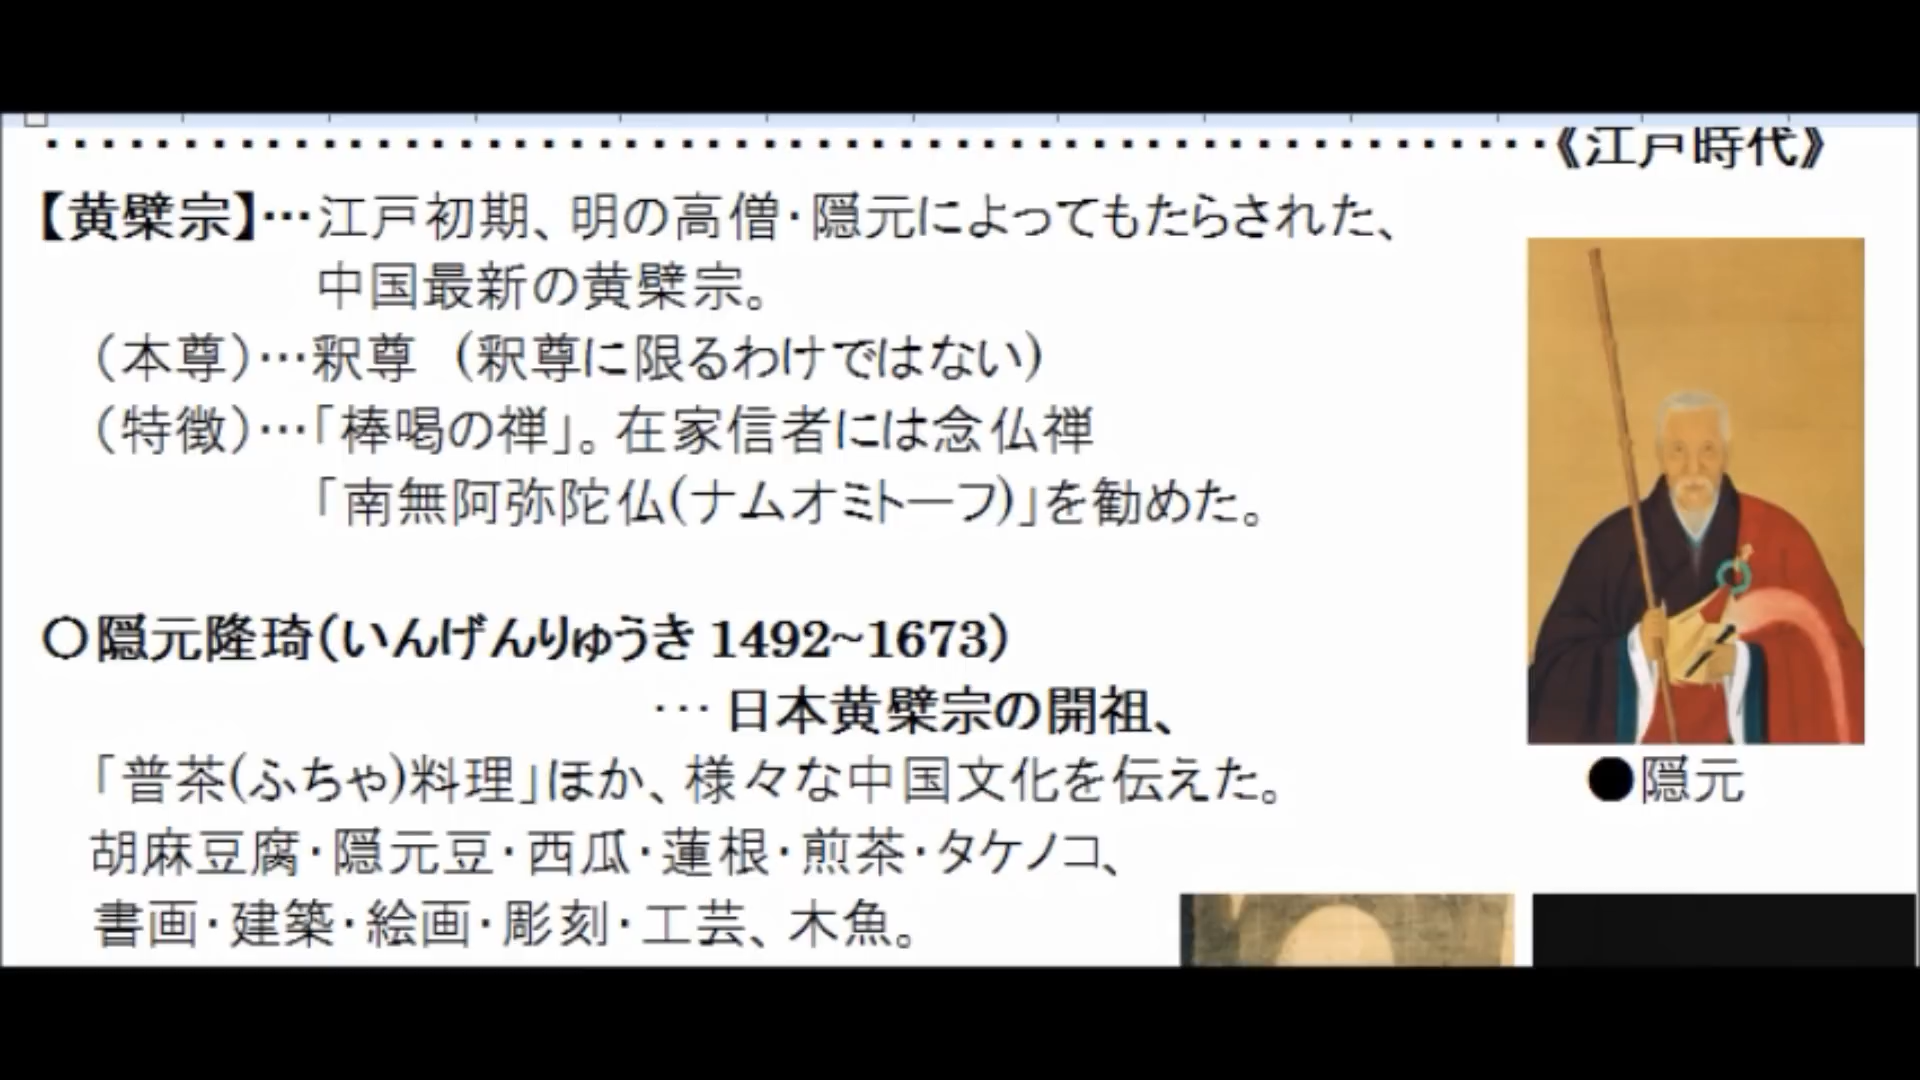 ・・・・・・・・・・・・・・・・・・・・・・・・・・・・・・・・・・・・・・・・・・・・・・・・・・・・・・・・《江戸時代》
【黄檗宗】…江戸初期、明の高僧・隠元によってもたらされた、
中国最新の黄檗宗。
（本尊）…釈尊 （釈尊に限るわけではない）
（特徴）…「棒喝の禅」。在家信者には念仏禅
「南無阿弥陀仏(ナムオミトーフ)」を勧めた。
〇隠元隆琦（いんげんりゅうき 1492~1673）
… 日本黄檗宗の開祖、
「普茶(ふちゃ)料理」ほか、様々な中国文化を伝えた。
胡麻豆腐・隠元豆・西瓜・蓮根・煎茶・タケノコ、
書画・建築・絵画・彫刻・工芸、木魚。
●隠元